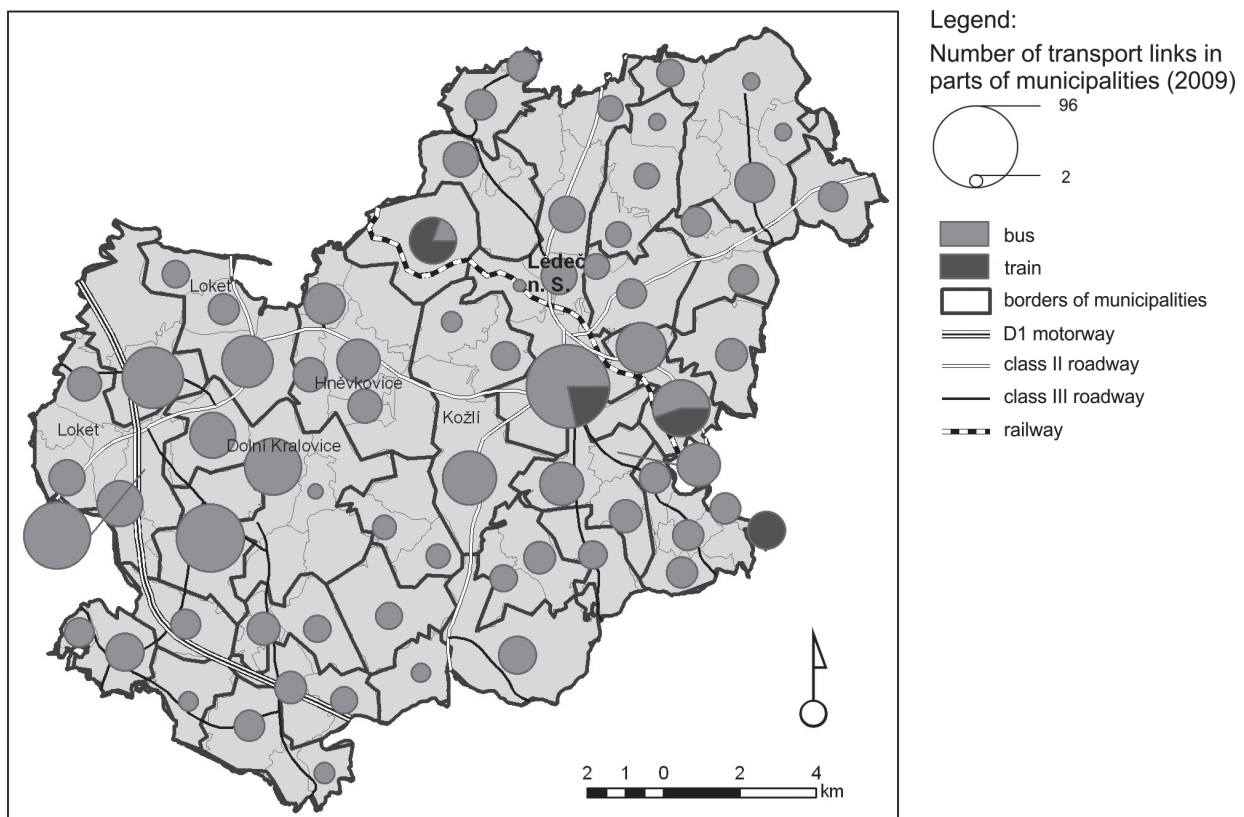 Legend:
Number of transport links in
parts of municipalities (2009)
96
2
bus
train
borders of municipalities
D1 motorway
class II roadway
class III roadway
railway
Ledeč
n. S.
Loket
Hněvkovice
Kožlí
Loket
Dolní Kralovice
2 1 0 2 4
km